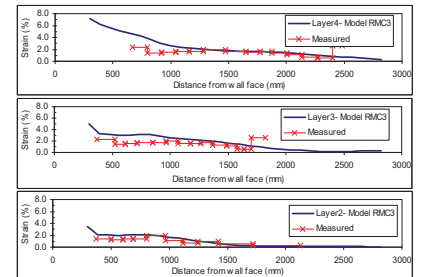 8.0
6.0
4.0
2.0
0.0
Strain (%)
Layer4- Model RMC3
Measured
0 500 1000 1500 2000 2500 3000
Distance from wall face (mm)
8.0
6.0
4.0
2.0
0.0
Strain (%)
Layer3- Model RMC3
Measured
0 500 1000 1500 2000 2500 3000
Distance from wall face (mm)
8.0
6.0
4.0
2.0
0.0
Strain (%)
Layer2- Model RMC3
Measured
0 500 1000 1500 2000 2500 3000
Distance from wall face (mm)